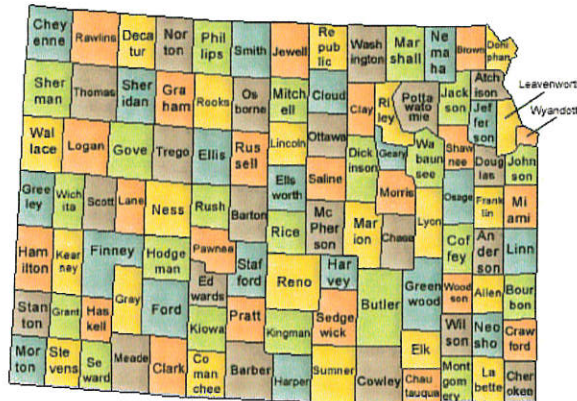 Chey
enne
Rawlins
Deca
tur
Nor
ton
Phil
lips
Smith
Jewell
Re
pub
lic
Wash
ington
Mar
shall
Ne
ma
ha
Brown
Doni
phan
Sher
man
Thomas
Sher
idan
Gra
ham
Rooks
Os
borne
Mitch
ell
Cloud
Clay
Ri
ley
Potta
wato
mie
Jack
son
Atch
ison
Jef
fer
son
Leavenwort
Wyandott
Wal
lace
Logan
Gove
Trego
Ellis
Rus
sell
Lincoln
Ottawa
Dick
inson
Geary
Wa
baun
see
Shaw
nee
Doug
las
John
son
Gree
ley
Wich
ita
Scott
Lane
Ness
Rush
Barton
Ells
worth
Saline
Mc
Pher
son
Mar
ion
Morris
Chase
Lyon
Osage
Frank
lin
Mi
ami
Ham
ilton
Kear
ney
Finney
Hodge
man
Pawnee
Ed
wards
Staf
ford
Rice
Reno
Har
vey
Butler
Green
wood
Cof
fey
An
der
son
Linn
Stan
ton
Grant
Has
kell
Gray
Ford
Kiowa
Pratt
Kingman
Sedge
wick
Wood
son
Allen
Bour
bon
Mor
ton
Ste
vens
Se
ward
Meade
Clark
Co
man
chee
Barber
Harper
Sumner
Cowley
Elk
Chau
tauqua
Wil
son
Mont
gom
ery
Neo
sho
La
bette
Craw
ford
Cher
okee